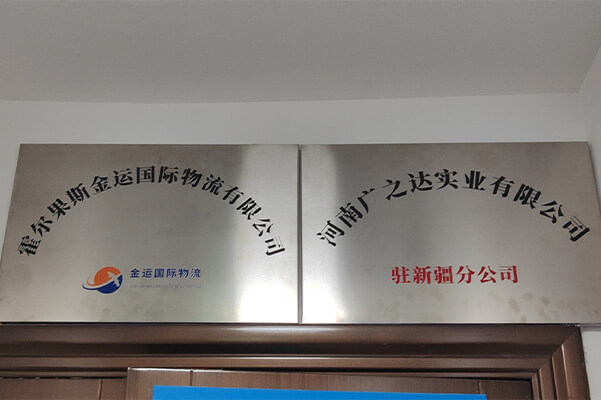 霍尔果斯金运国际物流有限公司
金运国际物流
河南广之达实业有限公司
驻新疆分公司